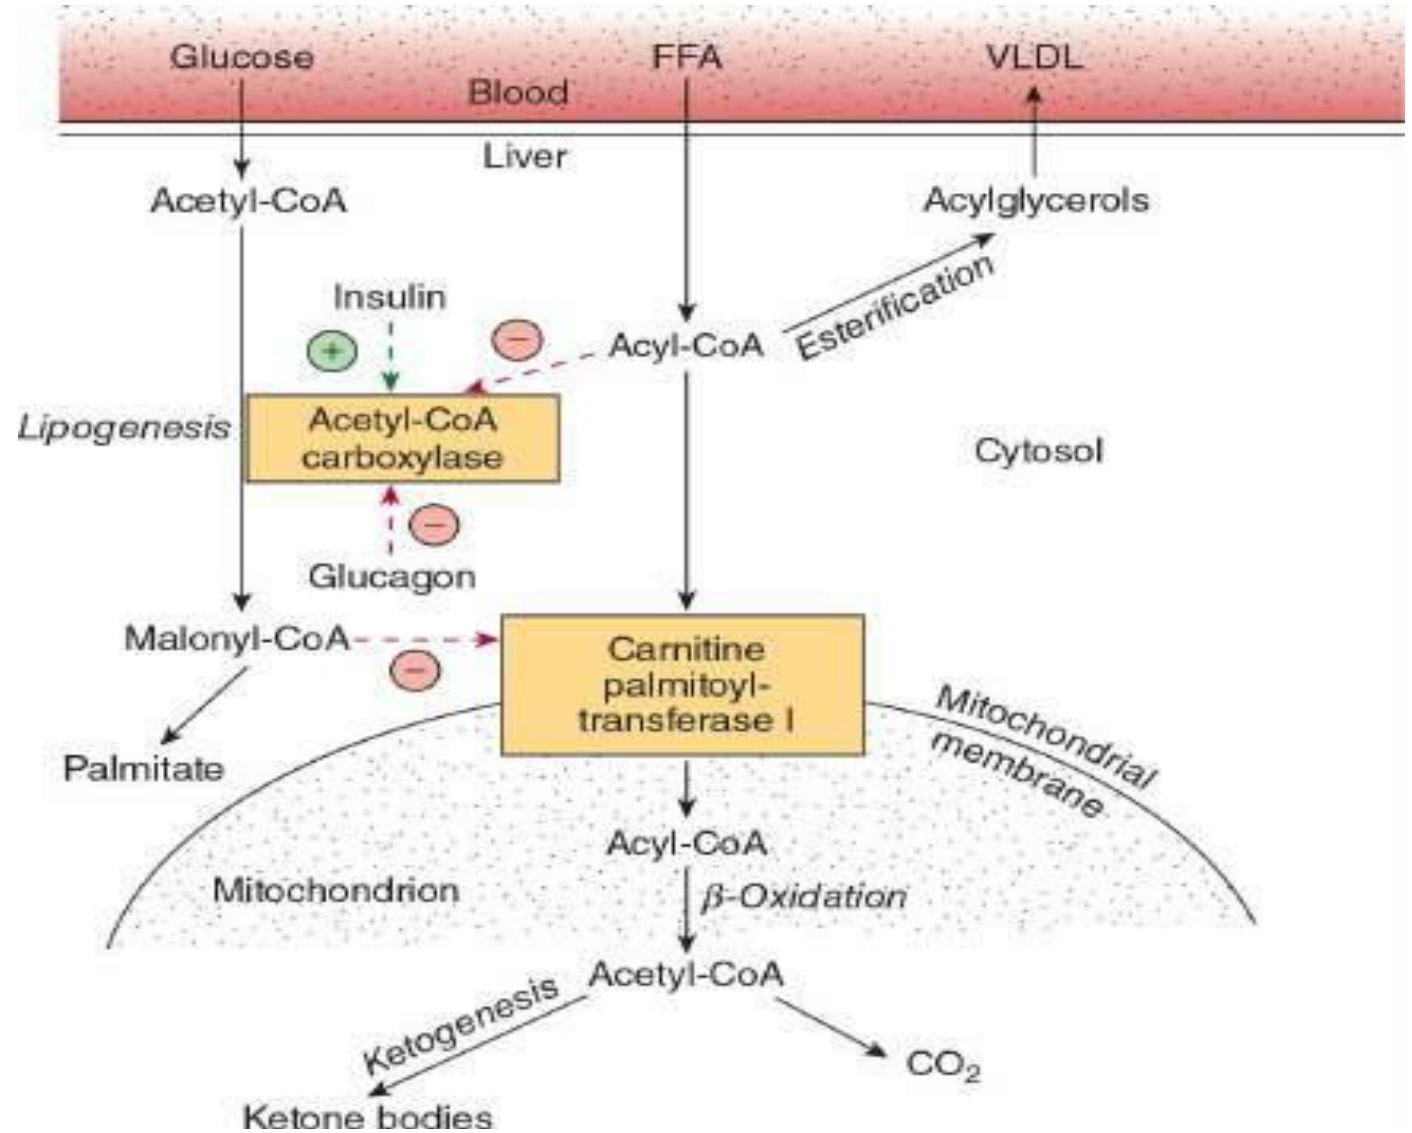 Glucose
FFA
VLDL
Blood
Liver
Acetyl-CoA
Acylglycerols
Insulin
Esterification
+
−
Acyl-CoA
Lipogenesis
Acetyl-CoA
carboxylase
Cytosol
−
Glucagon
Malonyl-CoA
−
Carnitine
palmitoyl-
transferase I
Mitochondrial
membrane
Palmitate
Acyl-CoA
Mitochondrion
β-Oxidation
Acetyl-CoA
Ketogenesis
CO₂
Ketone bodies